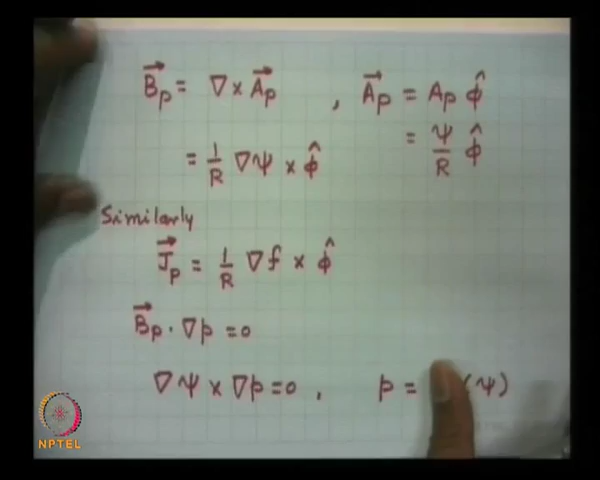 B⃗p = ∇ × A⃗p , A⃗p = Ap φ̂
= 1/R ∇Ψ × φ̂ = Ψ/R φ̂
Similarly
J⃗p = 1/R ∇f × φ̂
B⃗p · ∇p = 0
∇Ψ × ∇p = 0 , p = (Ψ)
NPTEL